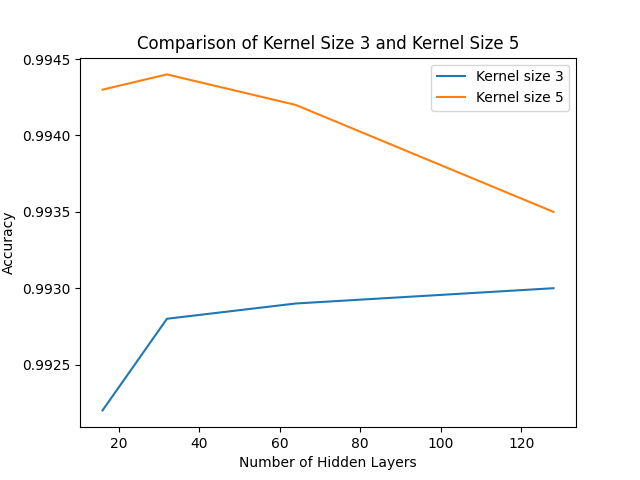 Comparison of Kernel Size 3 and Kernel Size 5
0.9945
0.9940
0.9935
0.9930
0.9925
Accuracy
Kernel size 3
Kernel size 5
20
40
60
80
100
120
Number of Hidden Layers